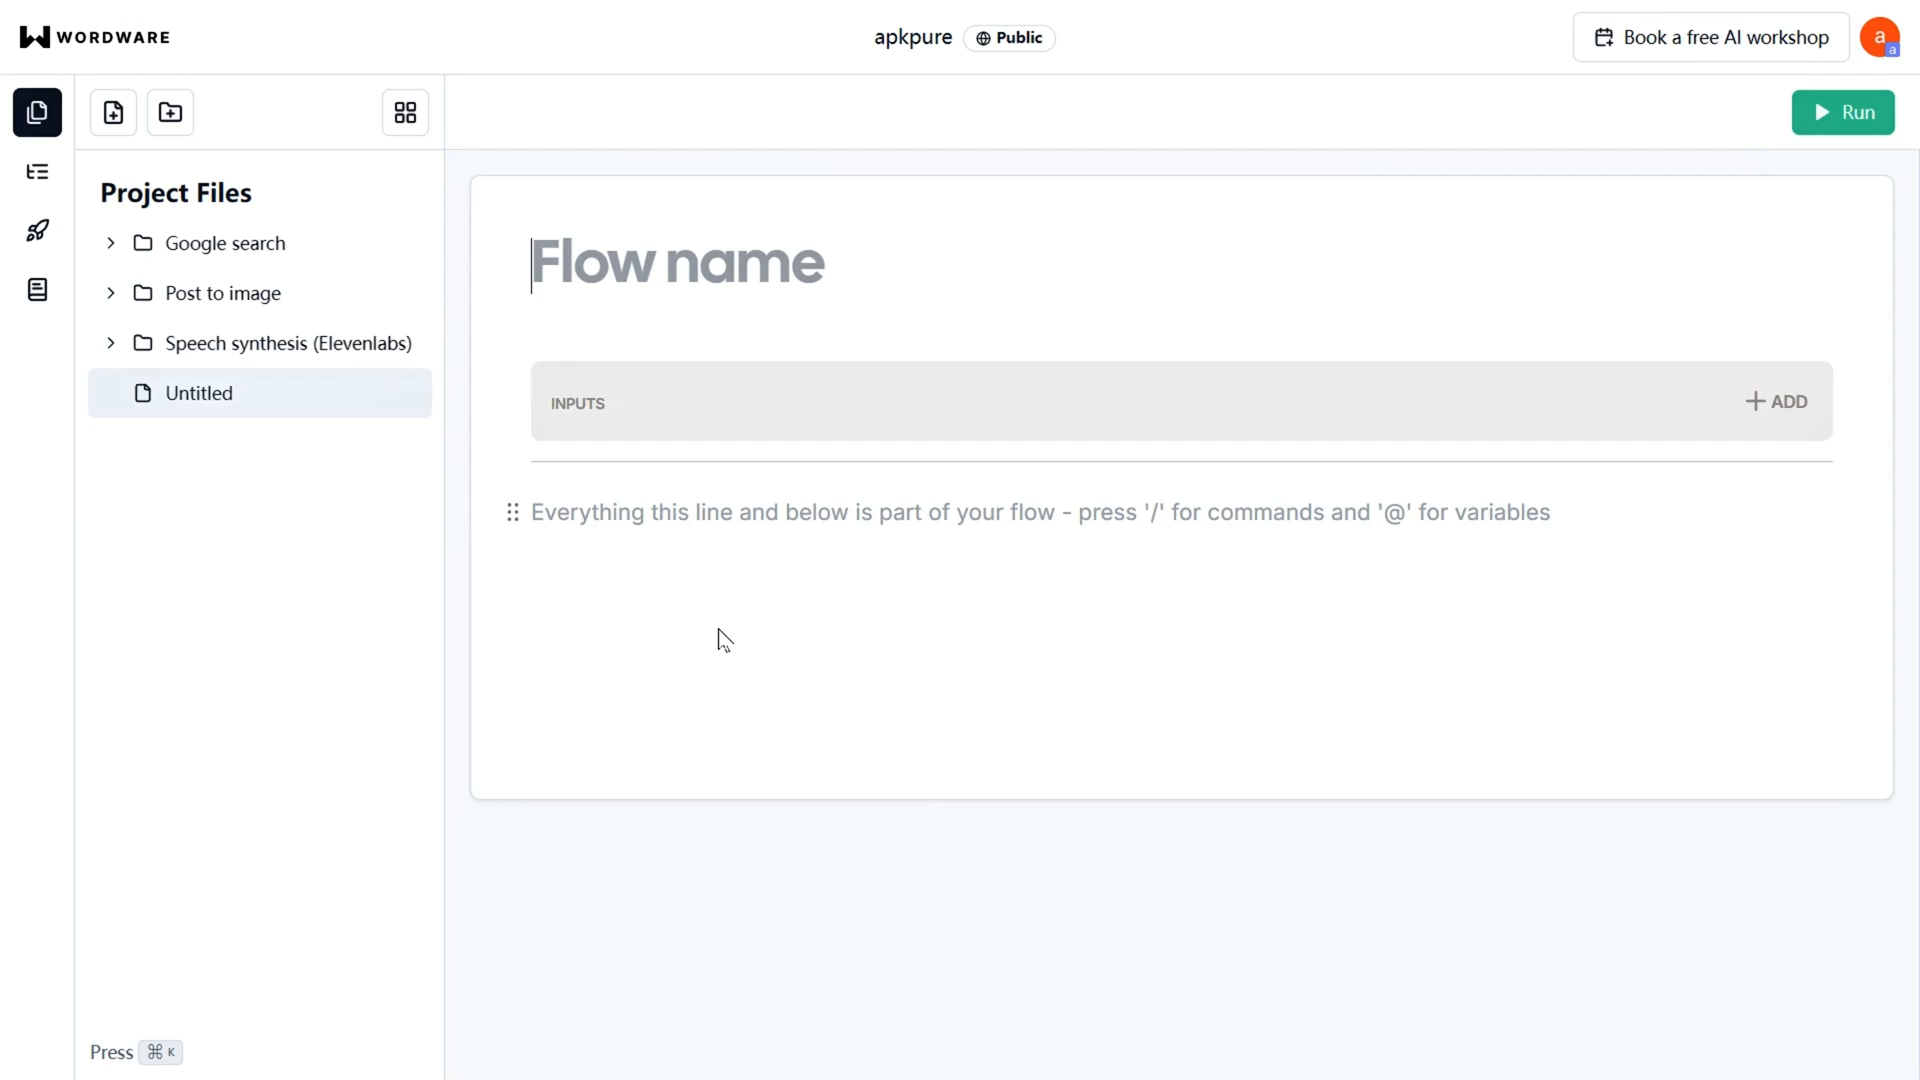 WORDWARE
apkpure
Public
Book a free AI workshop
a
a
Run
Project Files
Google search
Post to image
Speech synthesis (Elevenlabs)
Untitled
Flow name
INPUTS
ADD
Everything this line and below is part of your flow - press '/' for commands and '@' for variables
Press ⌘ K